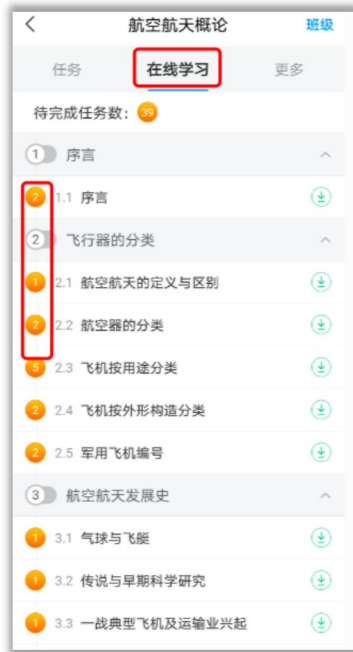 航空航天概论 班级
任务 在线学习 更多
待完成任务数： 39
1 序言
2 1.1 序言
2 飞行器的分类
1 2.1 航空航天的定义与区别
2 2.2 航空器的分类
5 2.3 飞机按用途分类
2 2.4 飞机按外形构造分类
2 2.5 军用飞机编号
3 航空航天发展史
1 3.1 气球与飞艇
1 3.2 传说与早期科学研究
1 3.3 一战典型飞机及运输业兴起